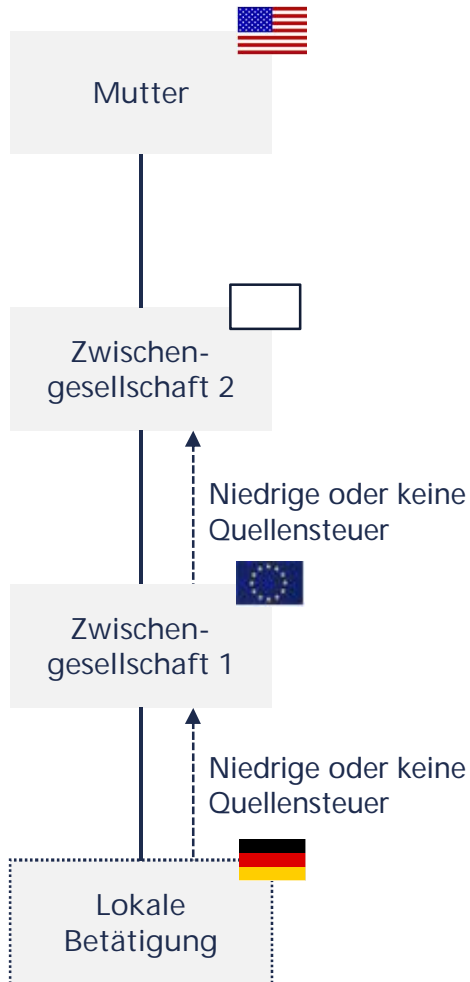 Mutter
Zwischen-
gesellschaft 2
Niedrige oder keine
Quellensteuer
Zwischen-
gesellschaft 1
Niedrige oder keine
Quellensteuer
Lokale
Betätigung